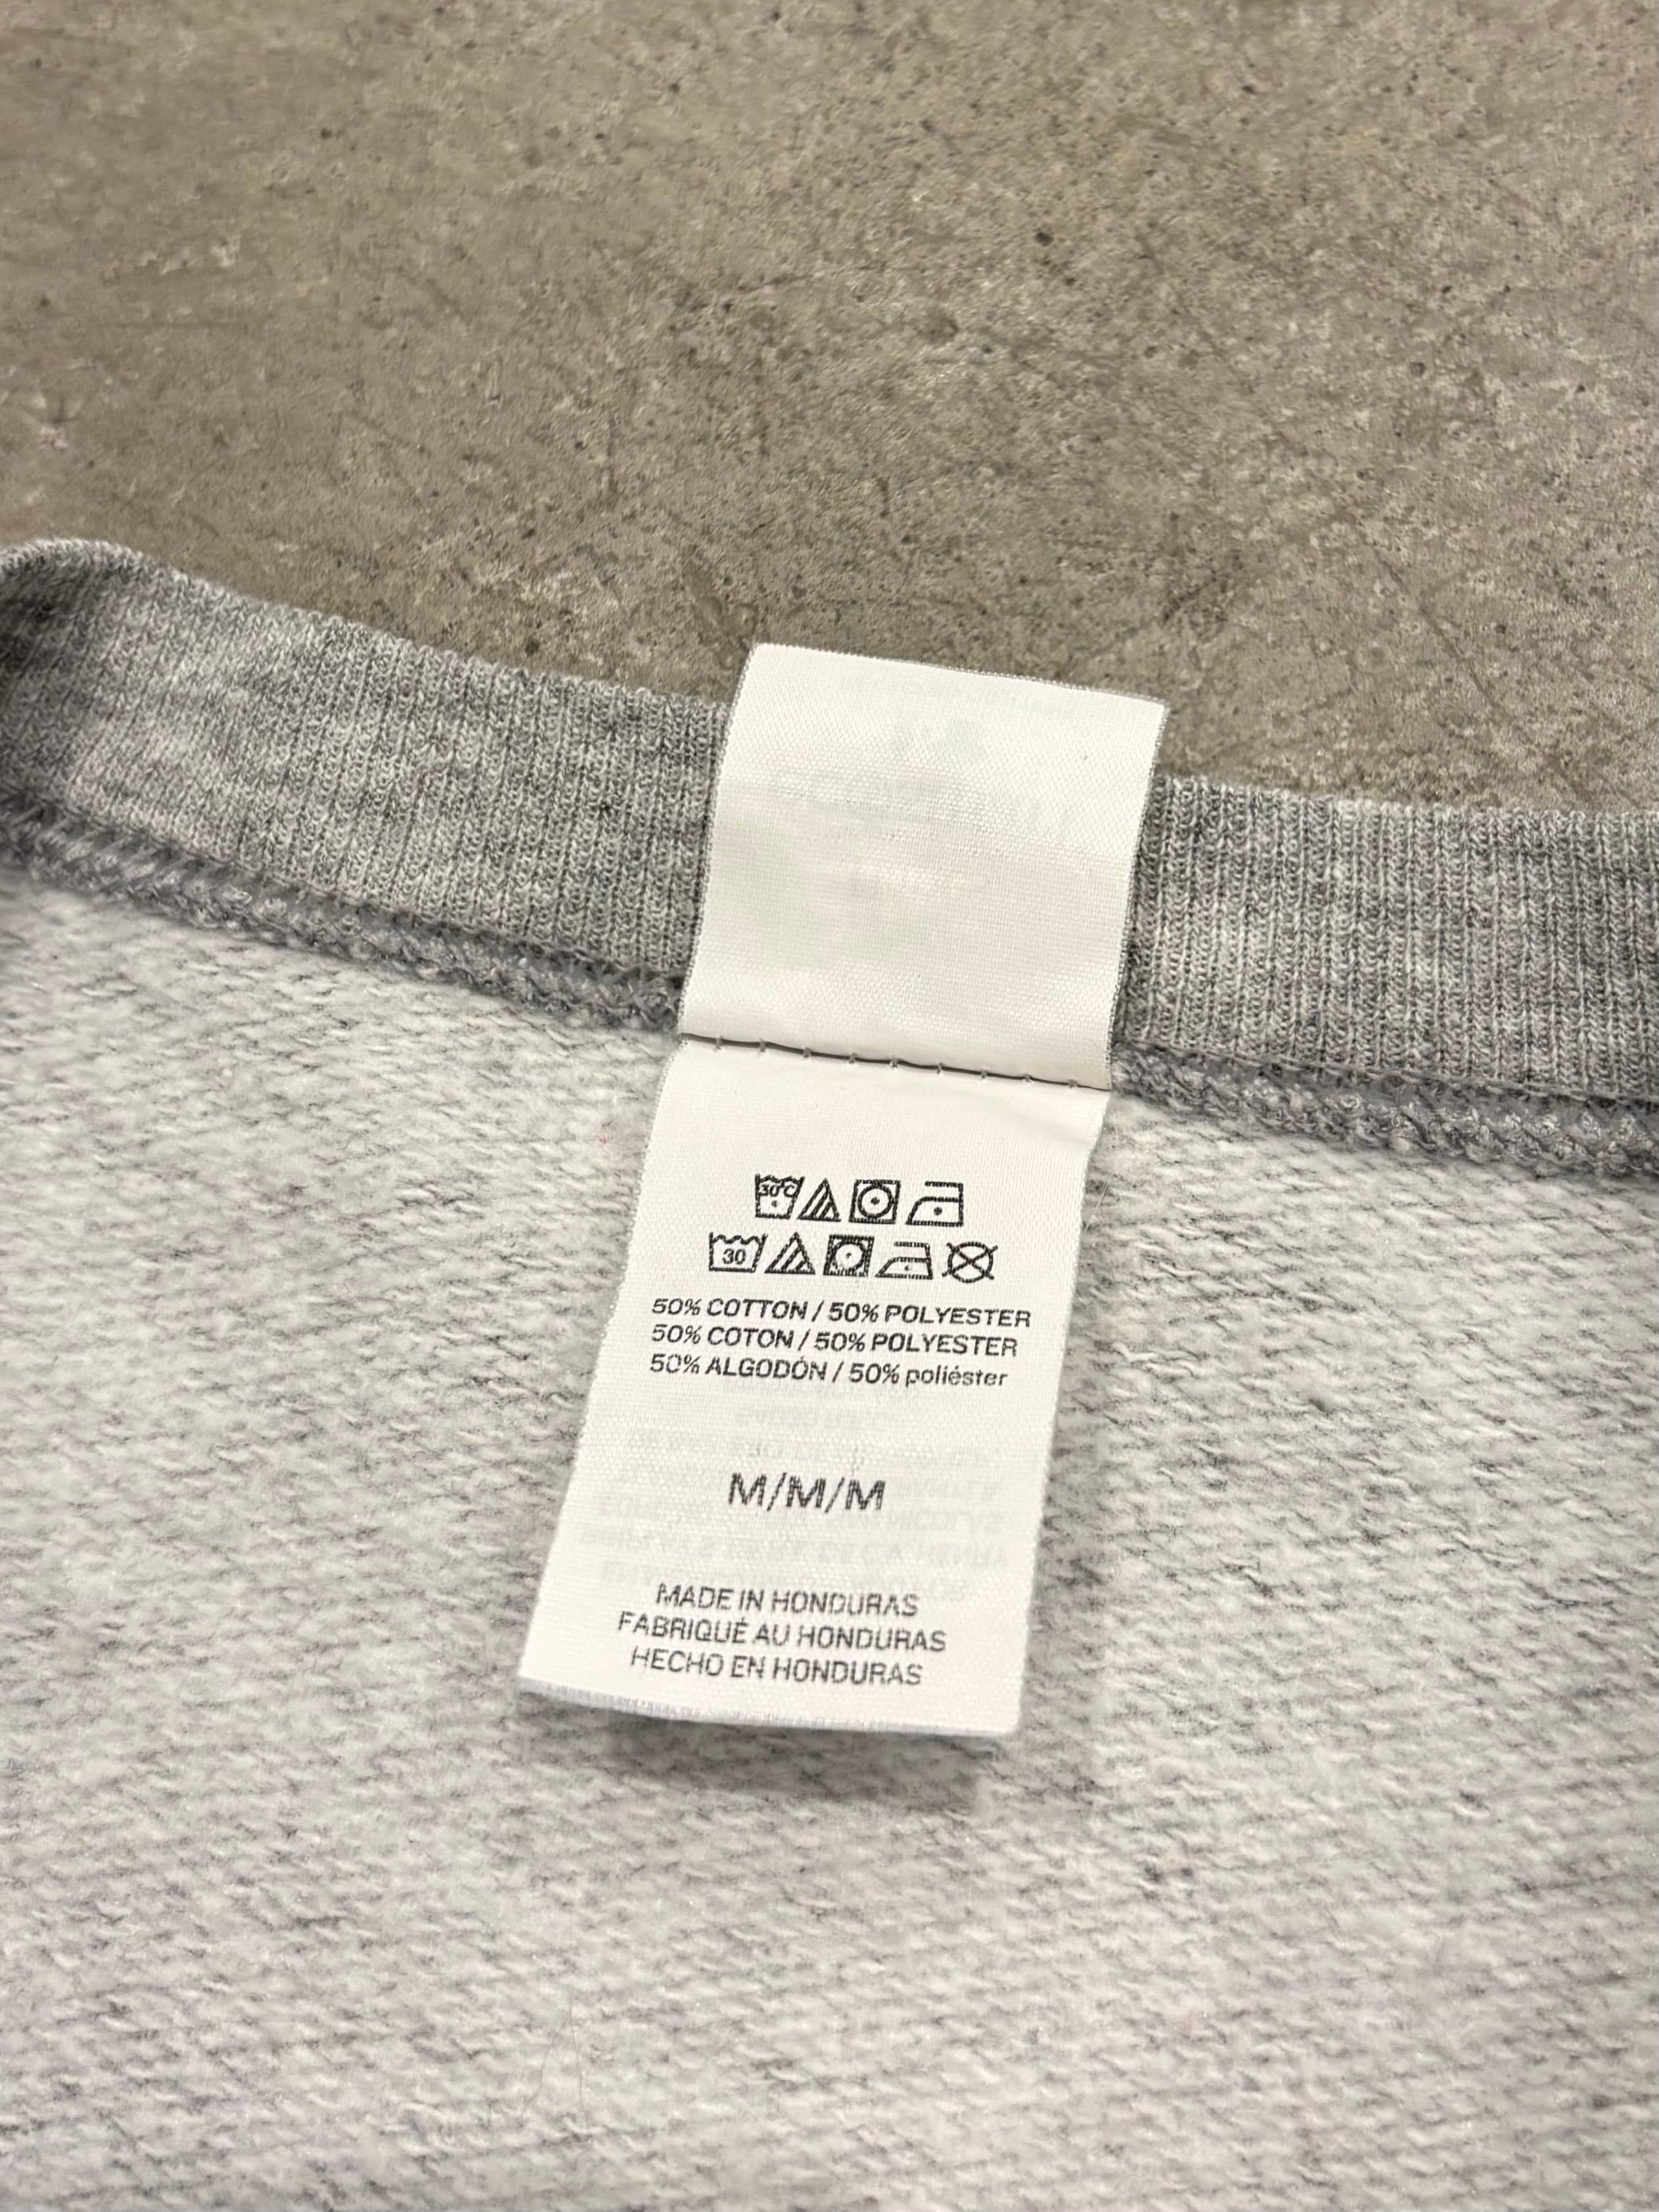 30°C
30
50% COTTON / 50% POLYESTER
50% COTON / 50% POLYESTER
50% ALGODÓN / 50% poliéster
M/M/M
MADE IN HONDURAS
FABRIQUÉ AU HONDURAS
HECHO EN HONDURAS